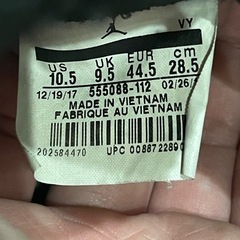 VY
US UK EUR cm
10.5 9.5 44.5 28.5
12/19/17 555088-112 02/26/
MADE IN VIETNAM
FABRIQUE AU VIETNAM
202584470 UPC 0088722890